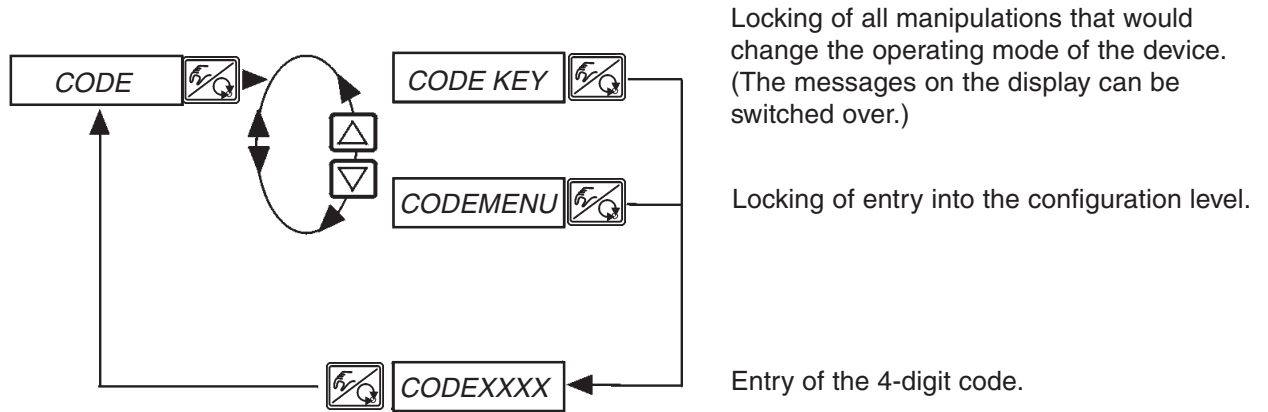 Locking of all manipulations that would
change the operating mode of the device.
(The messages on the display can be
switched over.)
CODE
CODE KEY
CODEMENU
Locking of entry into the configuration level.
CODEXXXX
Entry of the 4-digit code.